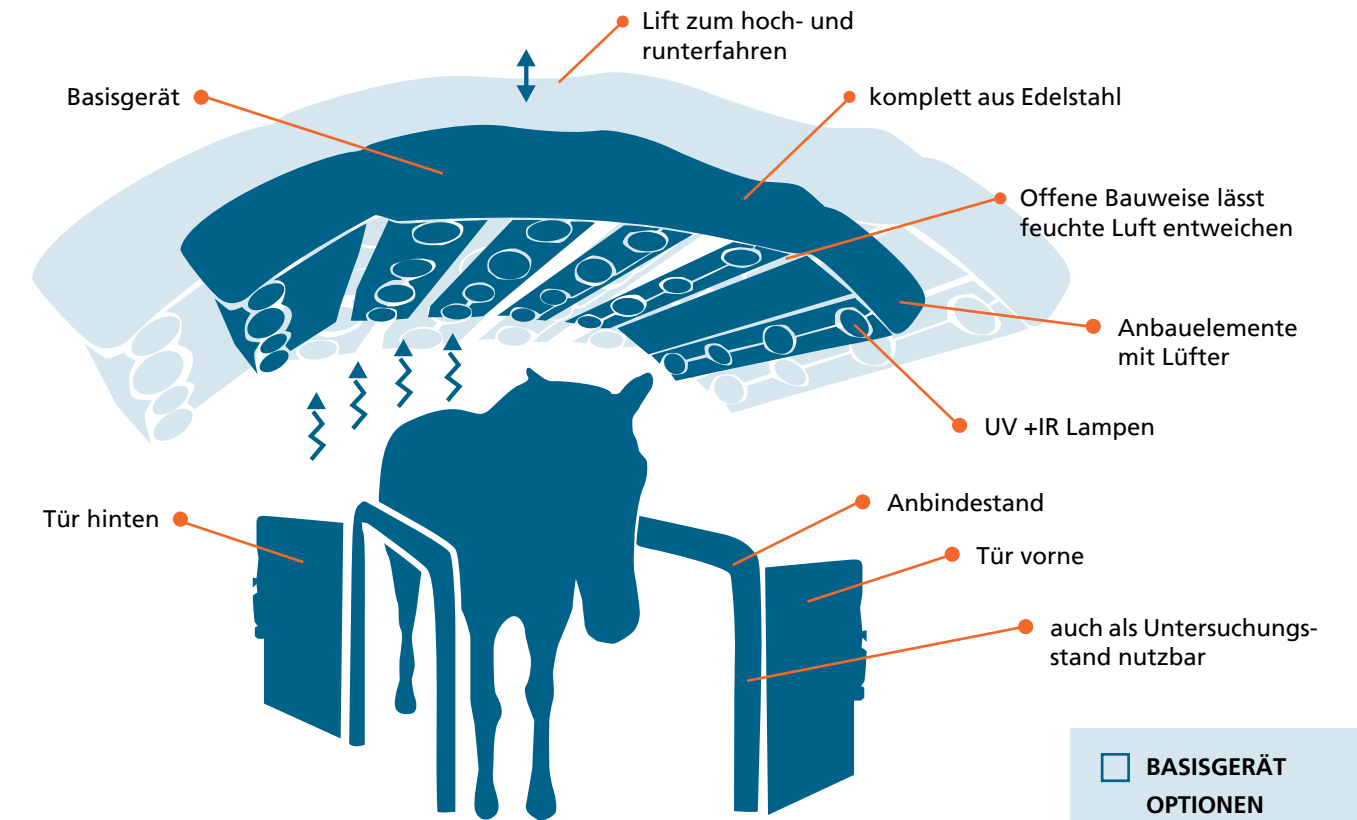 Lift zum hoch- und
runterfahren
Basisgerät
komplett aus Edelstahl
Offene Bauweise lässt
feuchte Luft entweichen
Anbauelemente
mit Lüfter
UV +IR Lampen
Anbindestand
Tür hinten
Tür vorne
auch als Untersuchungs-
stand nutzbar
BASISGERÄT
OPTIONEN